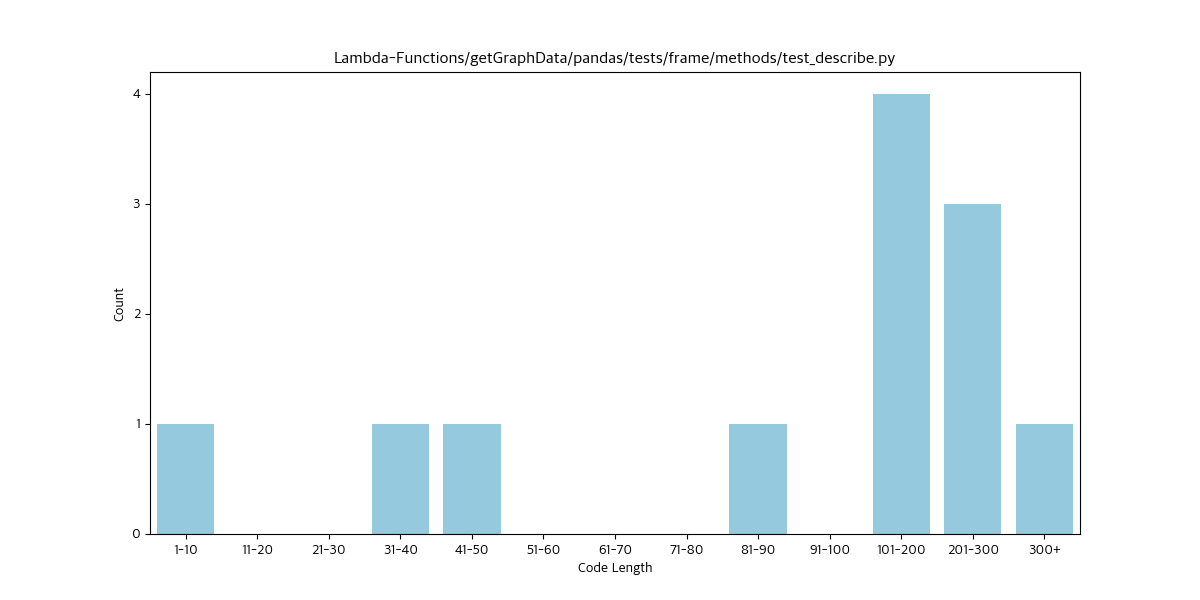 Lambda-Functions/getGraphData/pandas/tests/frame/methods/test_describe.py
4
3
2
1
0
Count
1-10 11-20 21-30 31-40 41-50 51-60 61-70 71-80 81-90 91-100 101-200 201-300 300+
Code Length